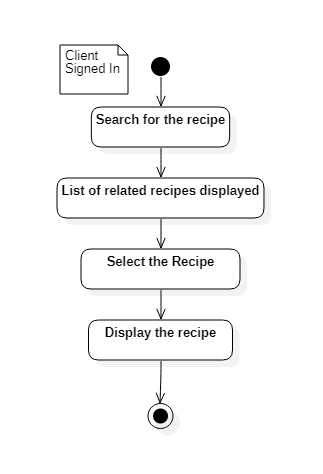 Client
Signed In
Search for the recipe
List of related recipes displayed
Select the Recipe
Display the recipe